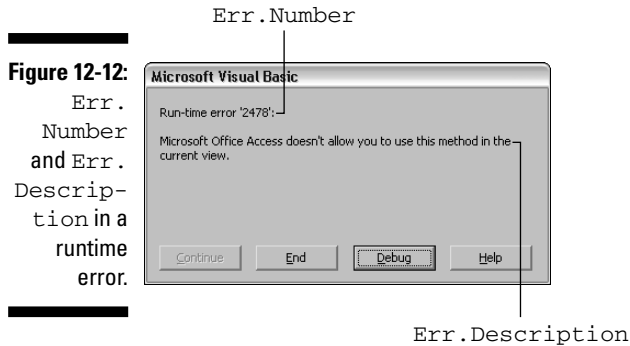 Err.Number
Figure 12-12:
Err.
Number
and Err.
Descrip-
tion in a
runtime
error.
Microsoft Visual Basic
Run-time error '2478':
Microsoft Office Access doesn't allow you to use this method in the
current view.
Continue
End
Debug
Help
Err.Description